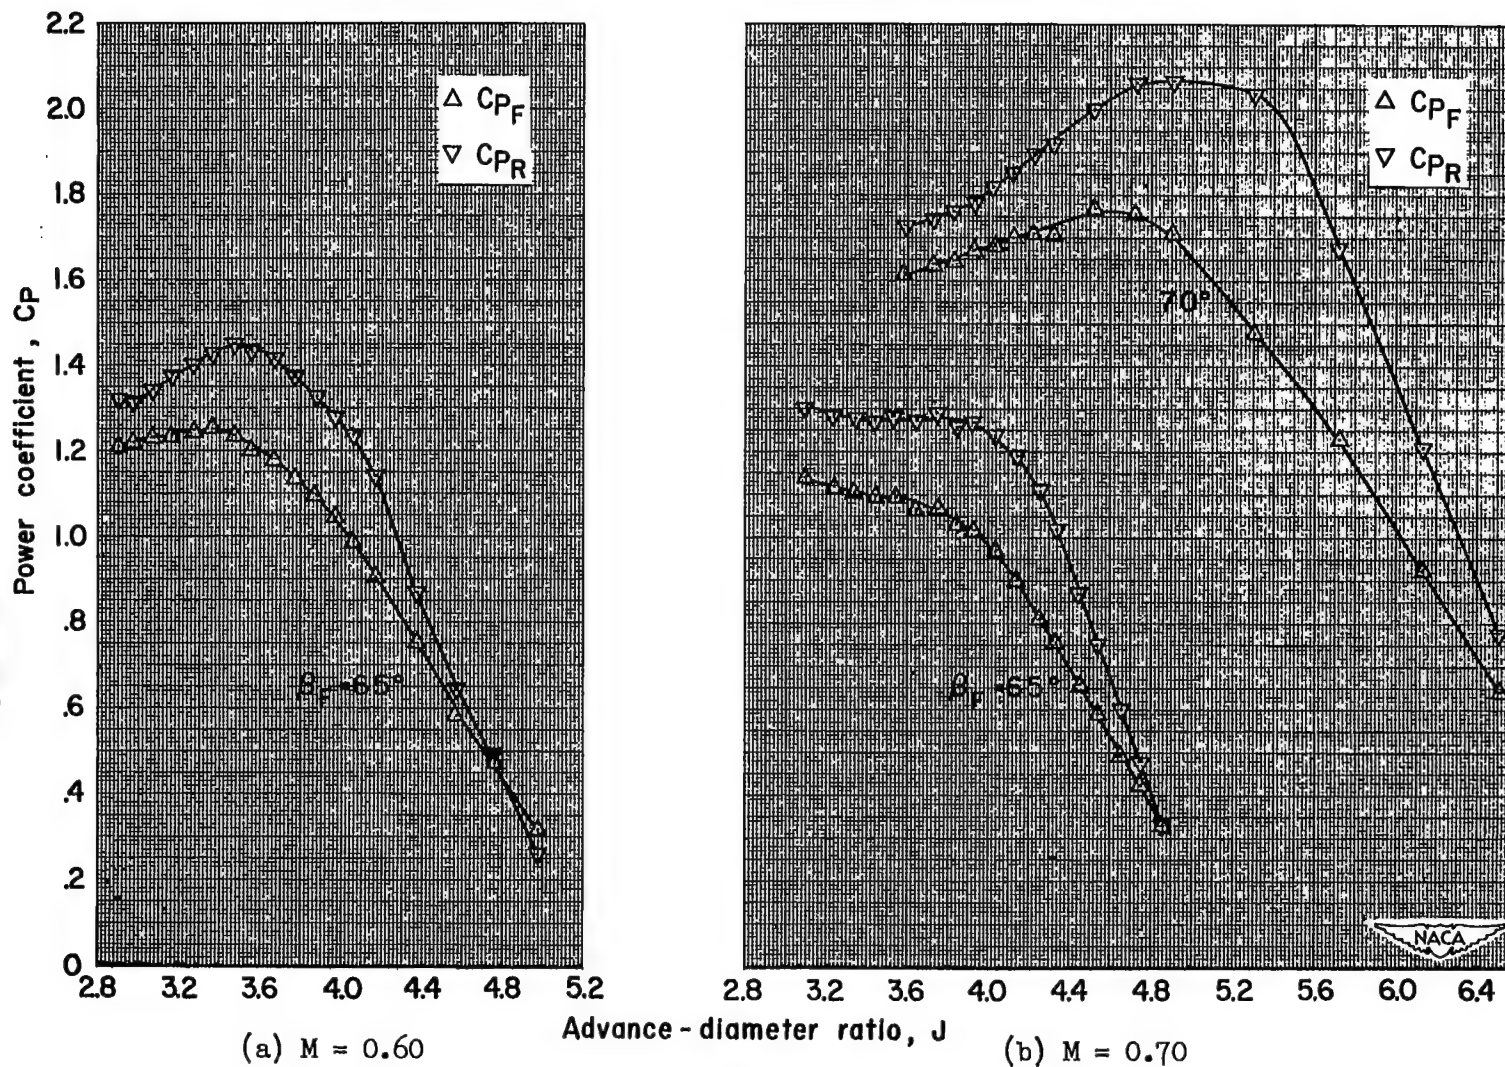 2.2
2.0
1.8
1.6
1.4
1.2
1.0
.8
.6
.4
.2
0
Power coefficient, CP
△ CPF
▽ CPR
βF=65°
2.8 3.2 3.6 4.0 4.4 4.8 5.2
(a) M = 0.60
△ CPF
▽ CPR
70°
βF=65°
NACA
2.8 3.2 3.6 4.0 4.4 4.8 5.2 5.6 6.0 6.4
Advance-diameter ratio, J
(b) M = 0.70